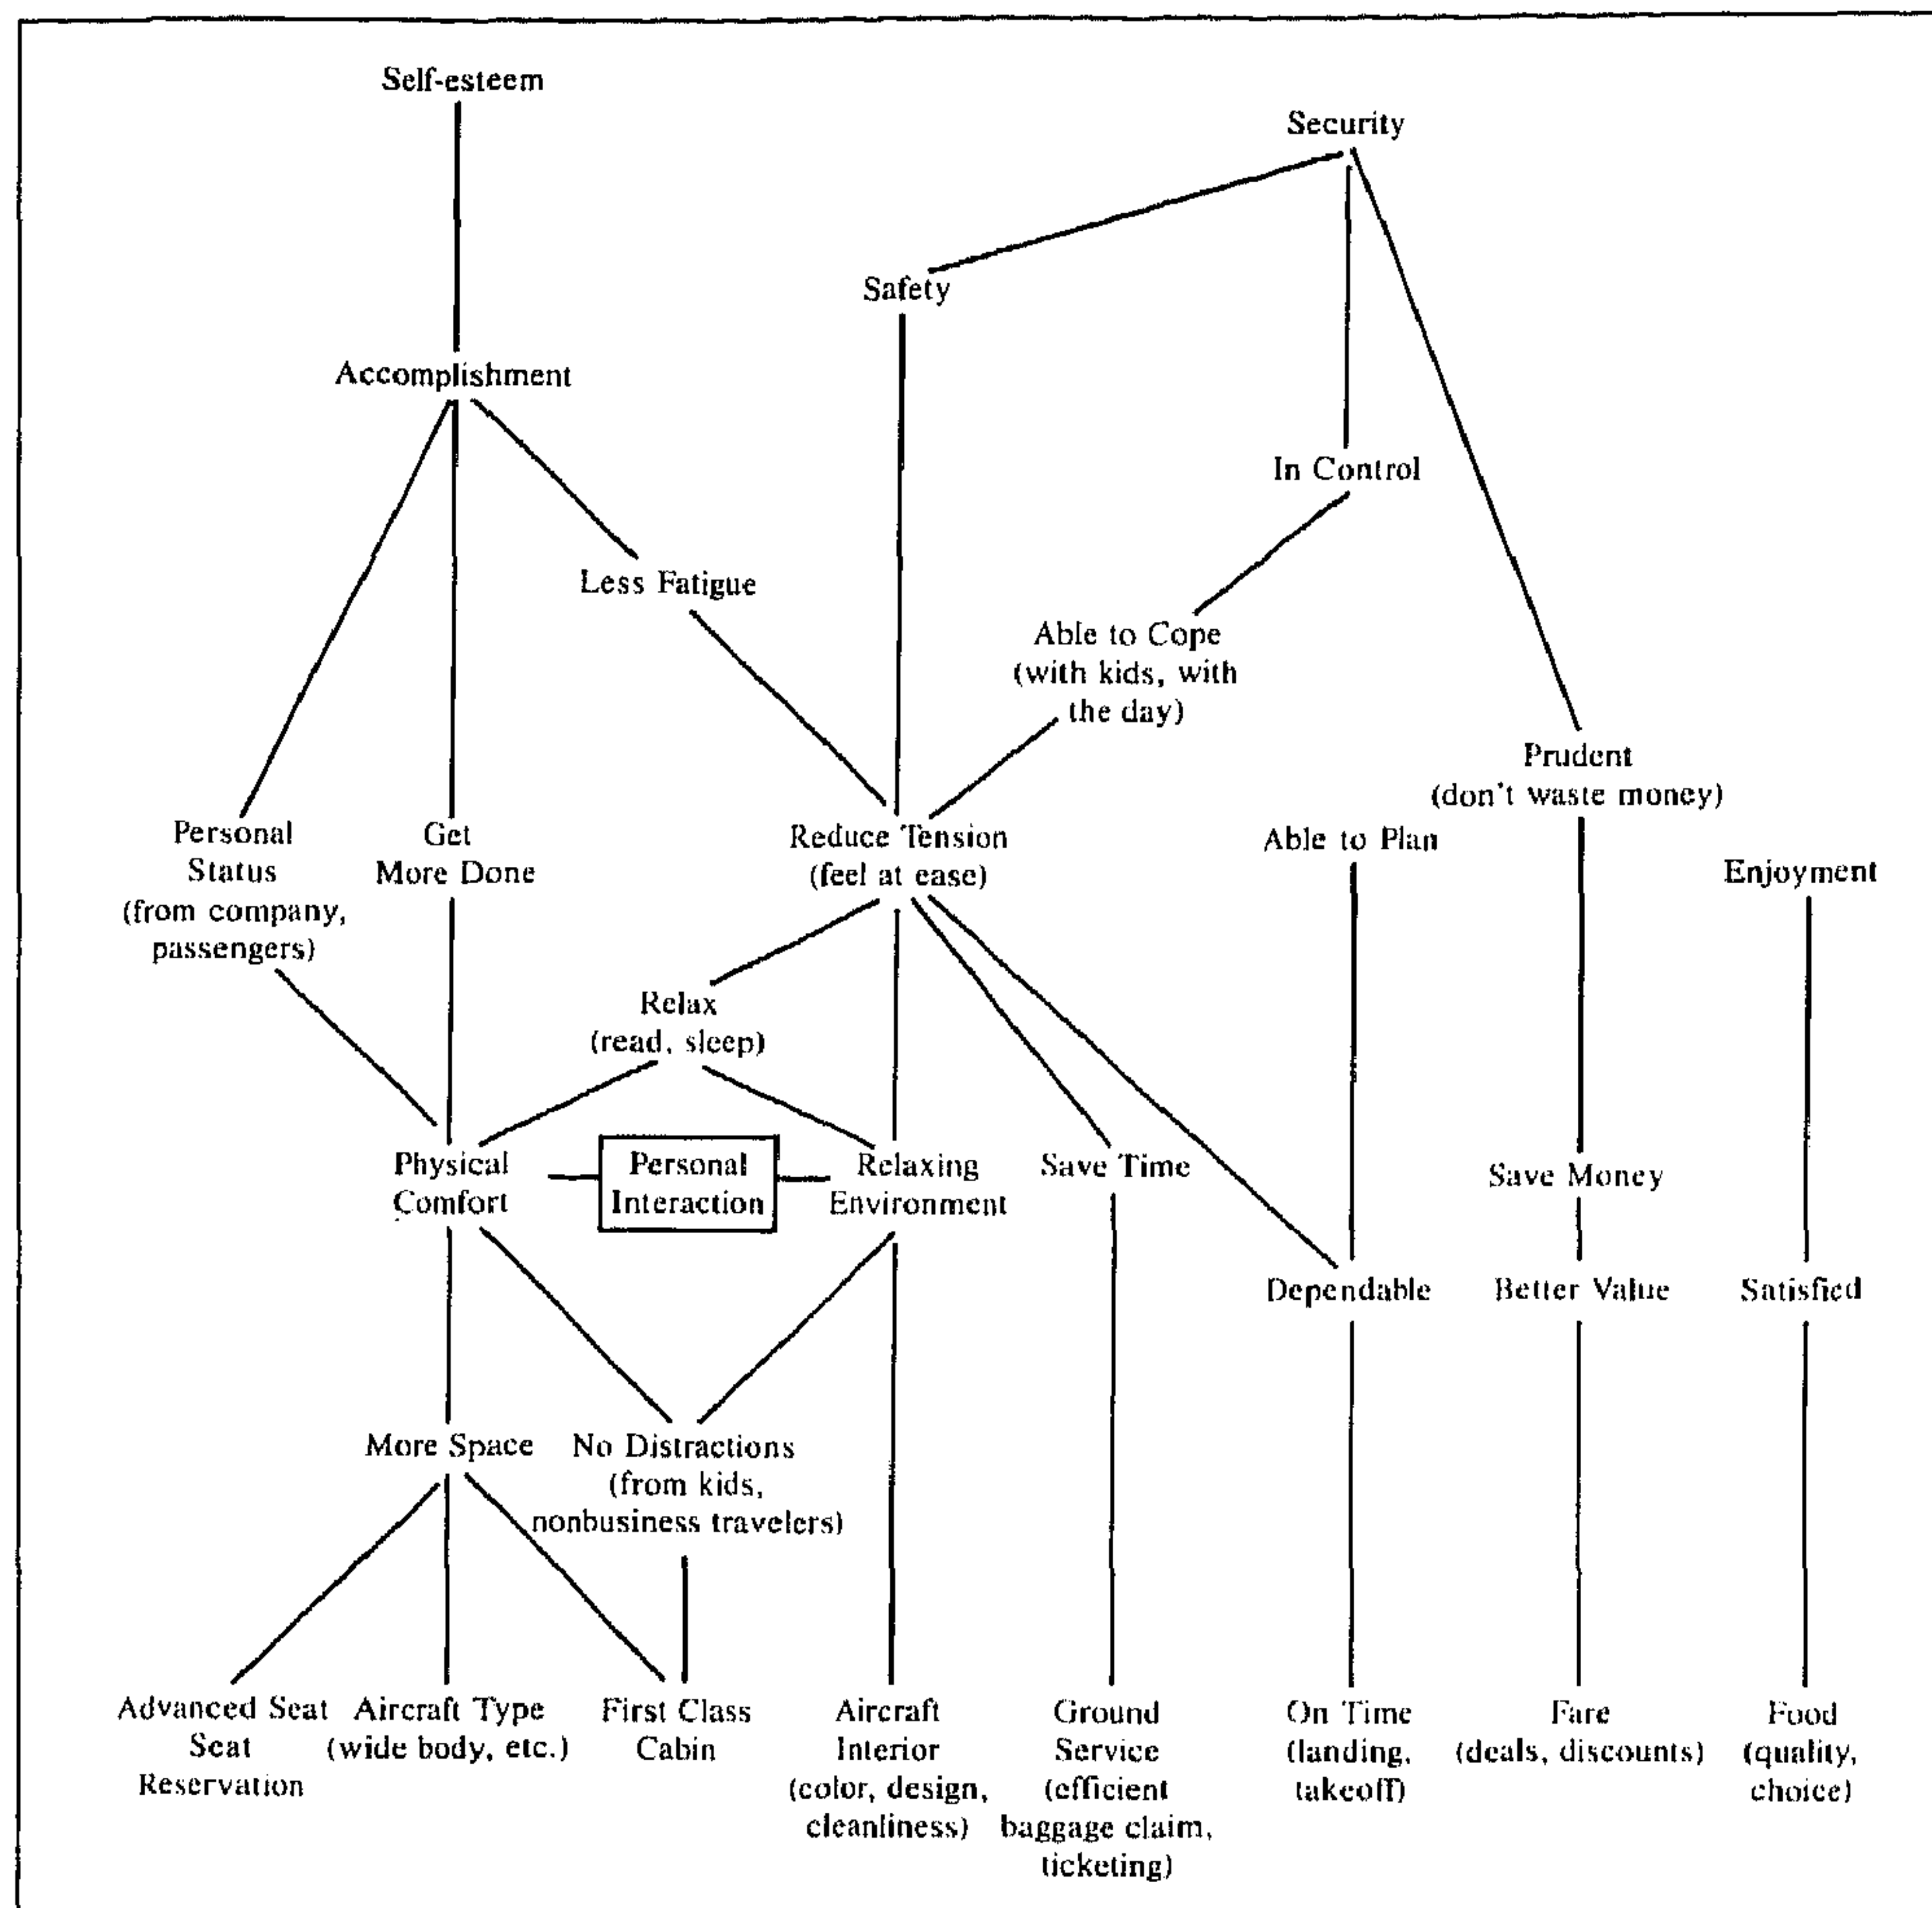 Self-esteem
Security
Safety
Accomplishment
In Control
Less Fatigue
Able to Cope
(with kids, with
the day)
Prudent
(don't waste money)
Personal
Status
(from company,
passengers)
Get
More Done
Reduce Tension
(feel at ease)
Able to Plan
Enjoyment
Relax
(read, sleep)
Physical
Comfort
Personal
Interaction
Relaxing
Environment
Save Time
Save Money
Dependable
Better Value
Satisfied
More Space
No Distractions
(from kids,
nonbusiness travelers)
Advanced Seat
Seat
Reservation
Aircraft Type
(wide body, etc.)
First Class
Cabin
Aircraft
Interior
(color, design,
cleanliness)
Ground
Service
(efficient
baggage claim,
ticketing)
On Time
(landing,
takeoff)
Fare
(deals, discounts)
Food
(quality,
choice)